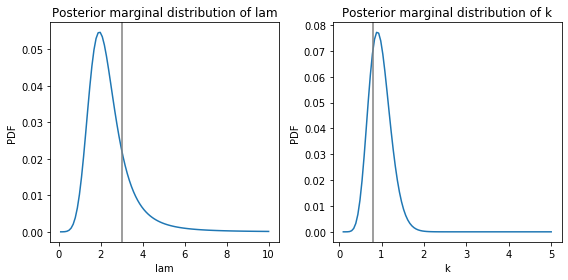 Posterior marginal distribution of lam
PDF
0.05
0.04
0.03
0.02
0.01
0.00
0 2 4 6 8 10
lam
Posterior marginal distribution of k
PDF
0.08
0.07
0.06
0.05
0.04
0.03
0.02
0.01
0.00
0 1 2 3 4 5
k